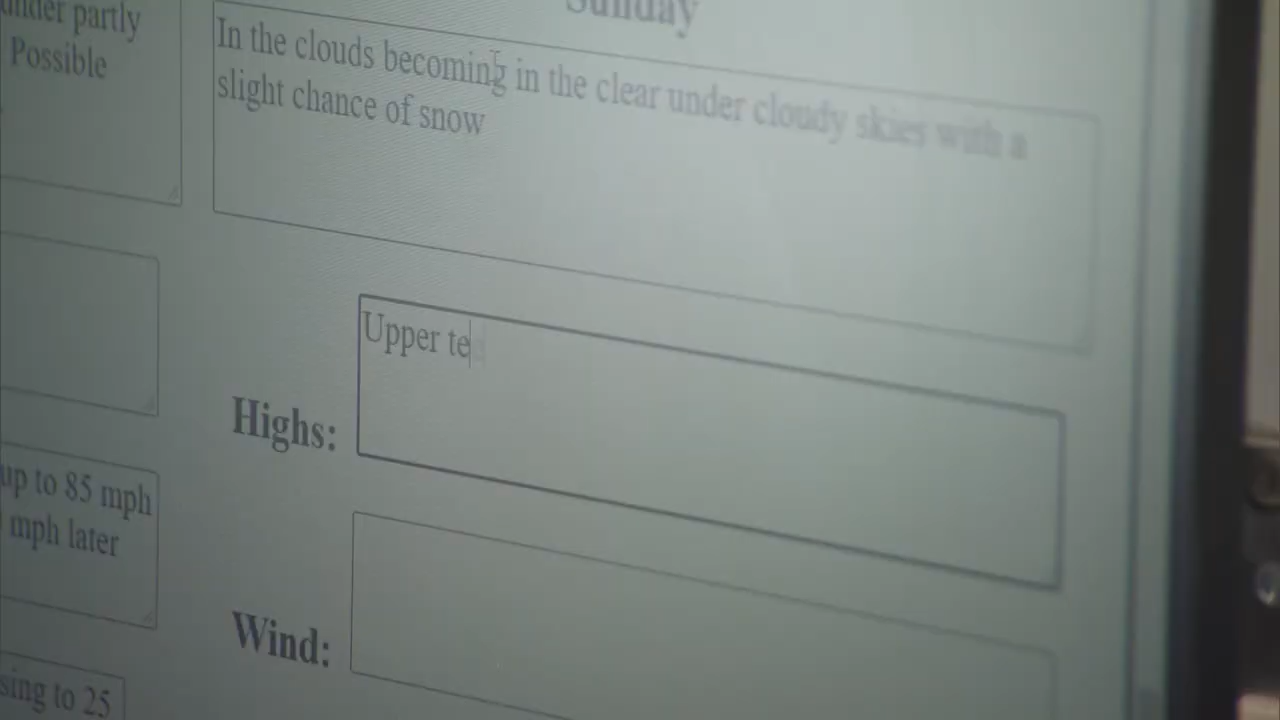 under partly
Possible
Sunday
In the clouds becoming in the clear under cloudy skies with a
slight chance of snow
Upper te
Highs:
up to 85 mph
mph later
Wind:
sing to 25